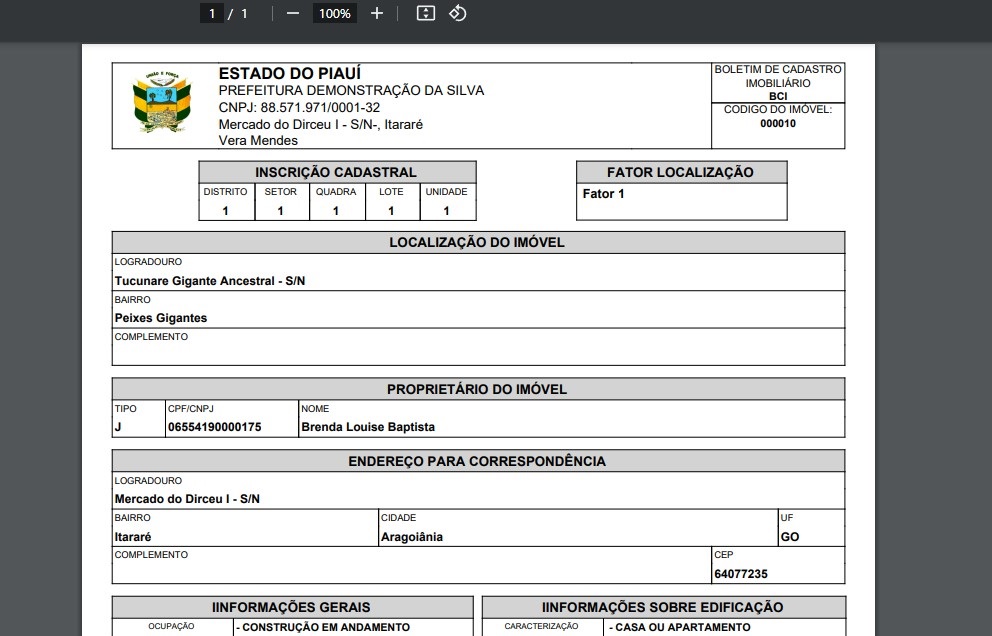 1 / 1
100%
ESTADO DO PIAUÍ
PREFEITURA DEMONSTRAÇÃO DA SILVA
CNPJ: 88.571.971/0001-32
Mercado do Dirceu I - S/N-, Itararé
Vera Mendes
BOLETIM DE CADASTRO
IMOBILIÁRIO
BCI
CODIGO DO IMÓVEL:
000010
INSCRIÇÃO CADASTRAL
DISTRITO SETOR QUADRA LOTE UNIDADE
1 1 1 1 1
FATOR LOCALIZAÇÃO
Fator 1
LOCALIZAÇÃO DO IMÓVEL
LOGRADOURO
Tucunare Gigante Ancestral - S/N
BAIRRO
Peixes Gigantes
COMPLEMENTO
PROPRIETÁRIO DO IMÓVEL
TIPO CPF/CNPJ NOME
J 06554190000175 Brenda Louise Baptista
ENDEREÇO PARA CORRESPONDÊNCIA
LOGRADOURO
Mercado do Dirceu I - S/N
BAIRRO CIDADE UF
Itararé Aragoiânia GO
COMPLEMENTO CEP
64077235
IINFORMAÇÕES GERAIS
OCUPAÇÃO - CONSTRUÇÃO EM ANDAMENTO
IINFORMAÇÕES SOBRE EDIFICAÇÃO
CARACTERIZAÇÃO - CASA OU APARTAMENTO